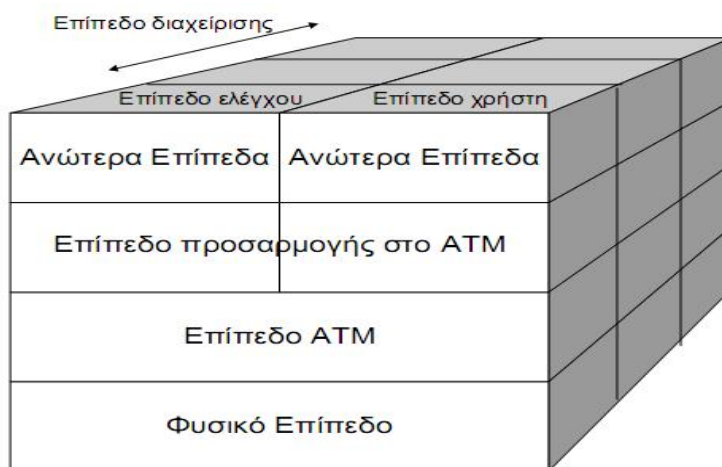 Επίπεδο διαχείρισης
Επίπεδο ελέγχου Επίπεδο χρήστη
Ανώτερα Επίπεδα Ανώτερα Επίπεδα
Επίπεδο προσαρμογής στο ATM
Επίπεδο ATM
Φυσικό Επίπεδο